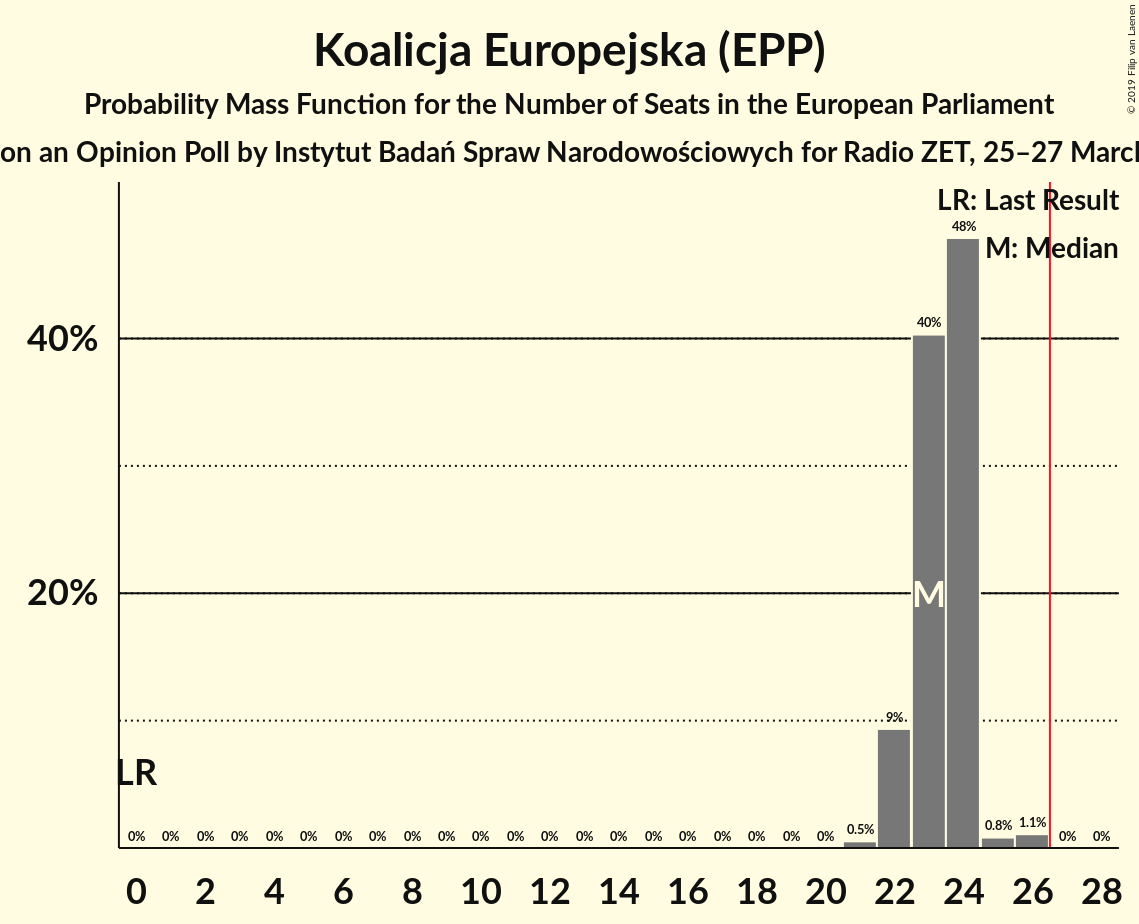 Koalicja Europejska (EPP)
Probability Mass Function for the Number of Seats in the European Parliament
on an Opinion Poll by Instytut Badań Spraw Narodowościowych for Radio ZET, 25–27 March
© 2019 Filip van Laenen
LR: Last Result
M: Median
40%
20%
LR
M
0% 0% 0% 0% 0% 0% 0% 0% 0% 0% 0% 0% 0% 0% 0% 0% 0% 0% 0% 0% 0% 0.5% 9% 40% 48% 0.8% 1.1% 0% 0%
0 2 4 6 8 10 12 14 16 18 20 22 24 26 28